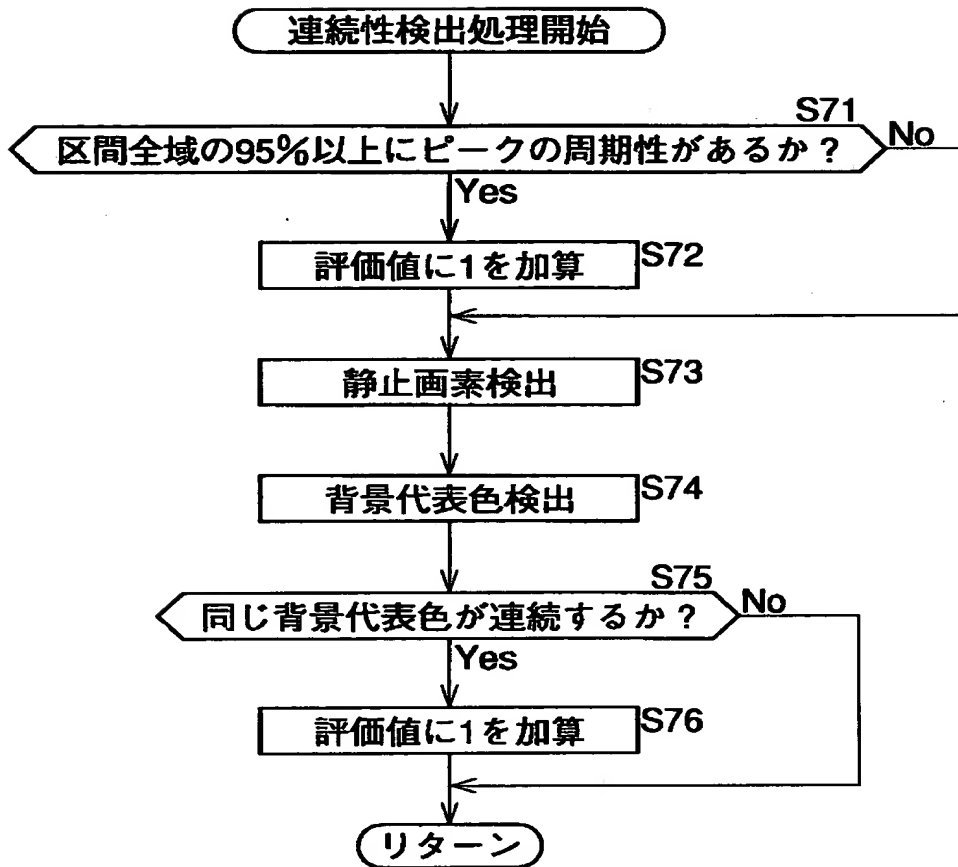 連続性検出処理開始
S71
区間全域の95%以上にピークの周期性があるか？
No
Yes
評価値に1を加算
S72
静止画素検出
S73
背景代表色検出
S74
S75
同じ背景代表色が連続するか？
No
Yes
評価値に1を加算
S76
リターン